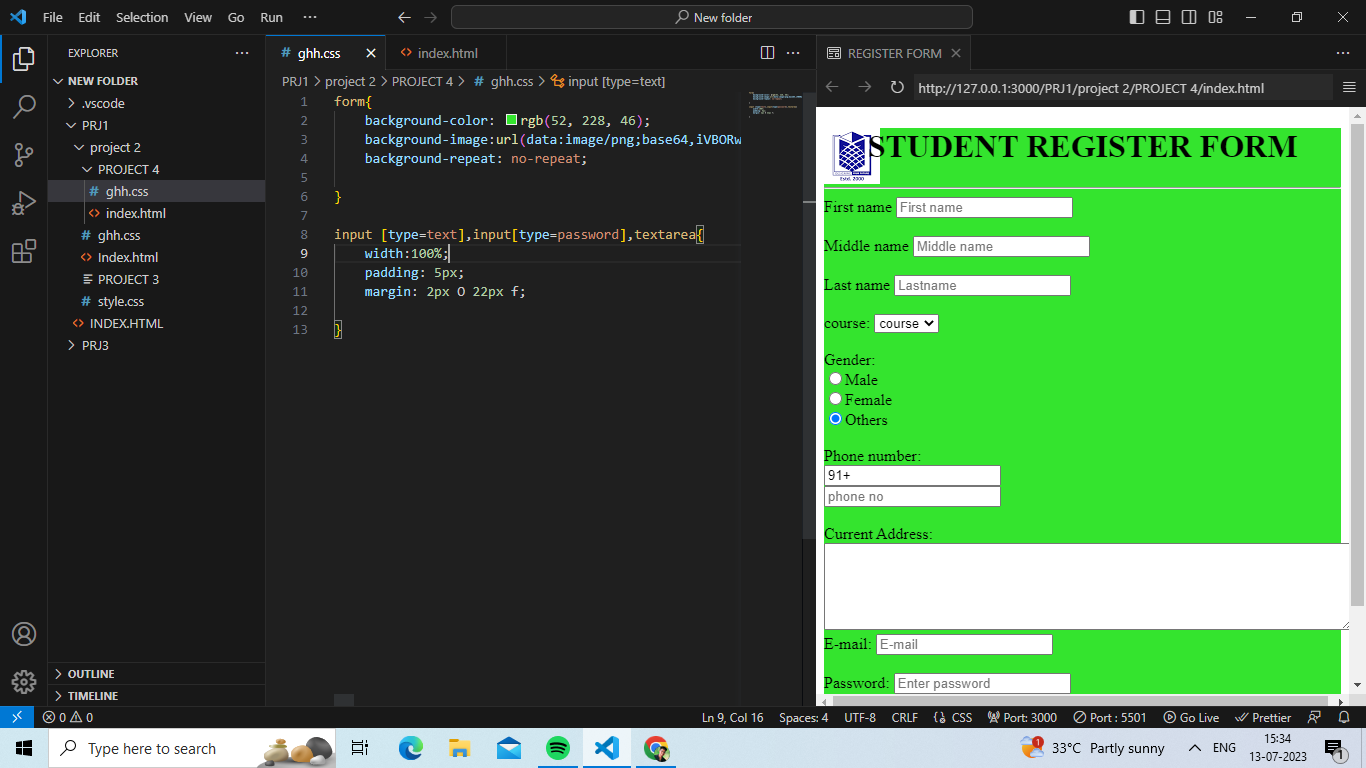 File Edit Selection View Go Run ··· New folder
EXPLORER ···
NEW FOLDER
.vscode
PRJ1
project 2
PROJECT 4
# ghh.css
<> index.html
# ghh.css
<> Index.html
PROJECT 3
# style.css
<> INDEX.HTML
PRJ3
OUTLINE
TIMELINE
# ghh.css <> index.html
PRJ1 > project 2 > PROJECT 4 > # ghh.css > input [type=text]
1 form{
2 background-color: rgb(52, 228, 46);
3 background-image:url(data:image/png;base64,iVBORw
4 background-repeat: no-repeat;
5
6 }
7
8 input [type=text],input[type=password],textarea{
9 width:100%;
10 padding: 5px;
11 margin: 2px O 22px f;
12
13 }
REGISTER FORM
http://127.0.0.1:3000/PRJ1/project 2/PROJECT 4/index.html
STUDENT REGISTER FORM
Estd. 2000
First name First name
Middle name Middle name
Last name Lastname
course: course
Gender:
Male
Female
Others
Phone number:
91+
phone no
Current Address:
E-mail: E-mail
Password: Enter password
0 0 Ln 9, Col 16 Spaces: 4 UTF-8 CRLF {} CSS Port: 3000 Port : 5501 Go Live Prettier
Type here to search 1 33°C Partly sunny ENG 15:34
13-07-2023 1